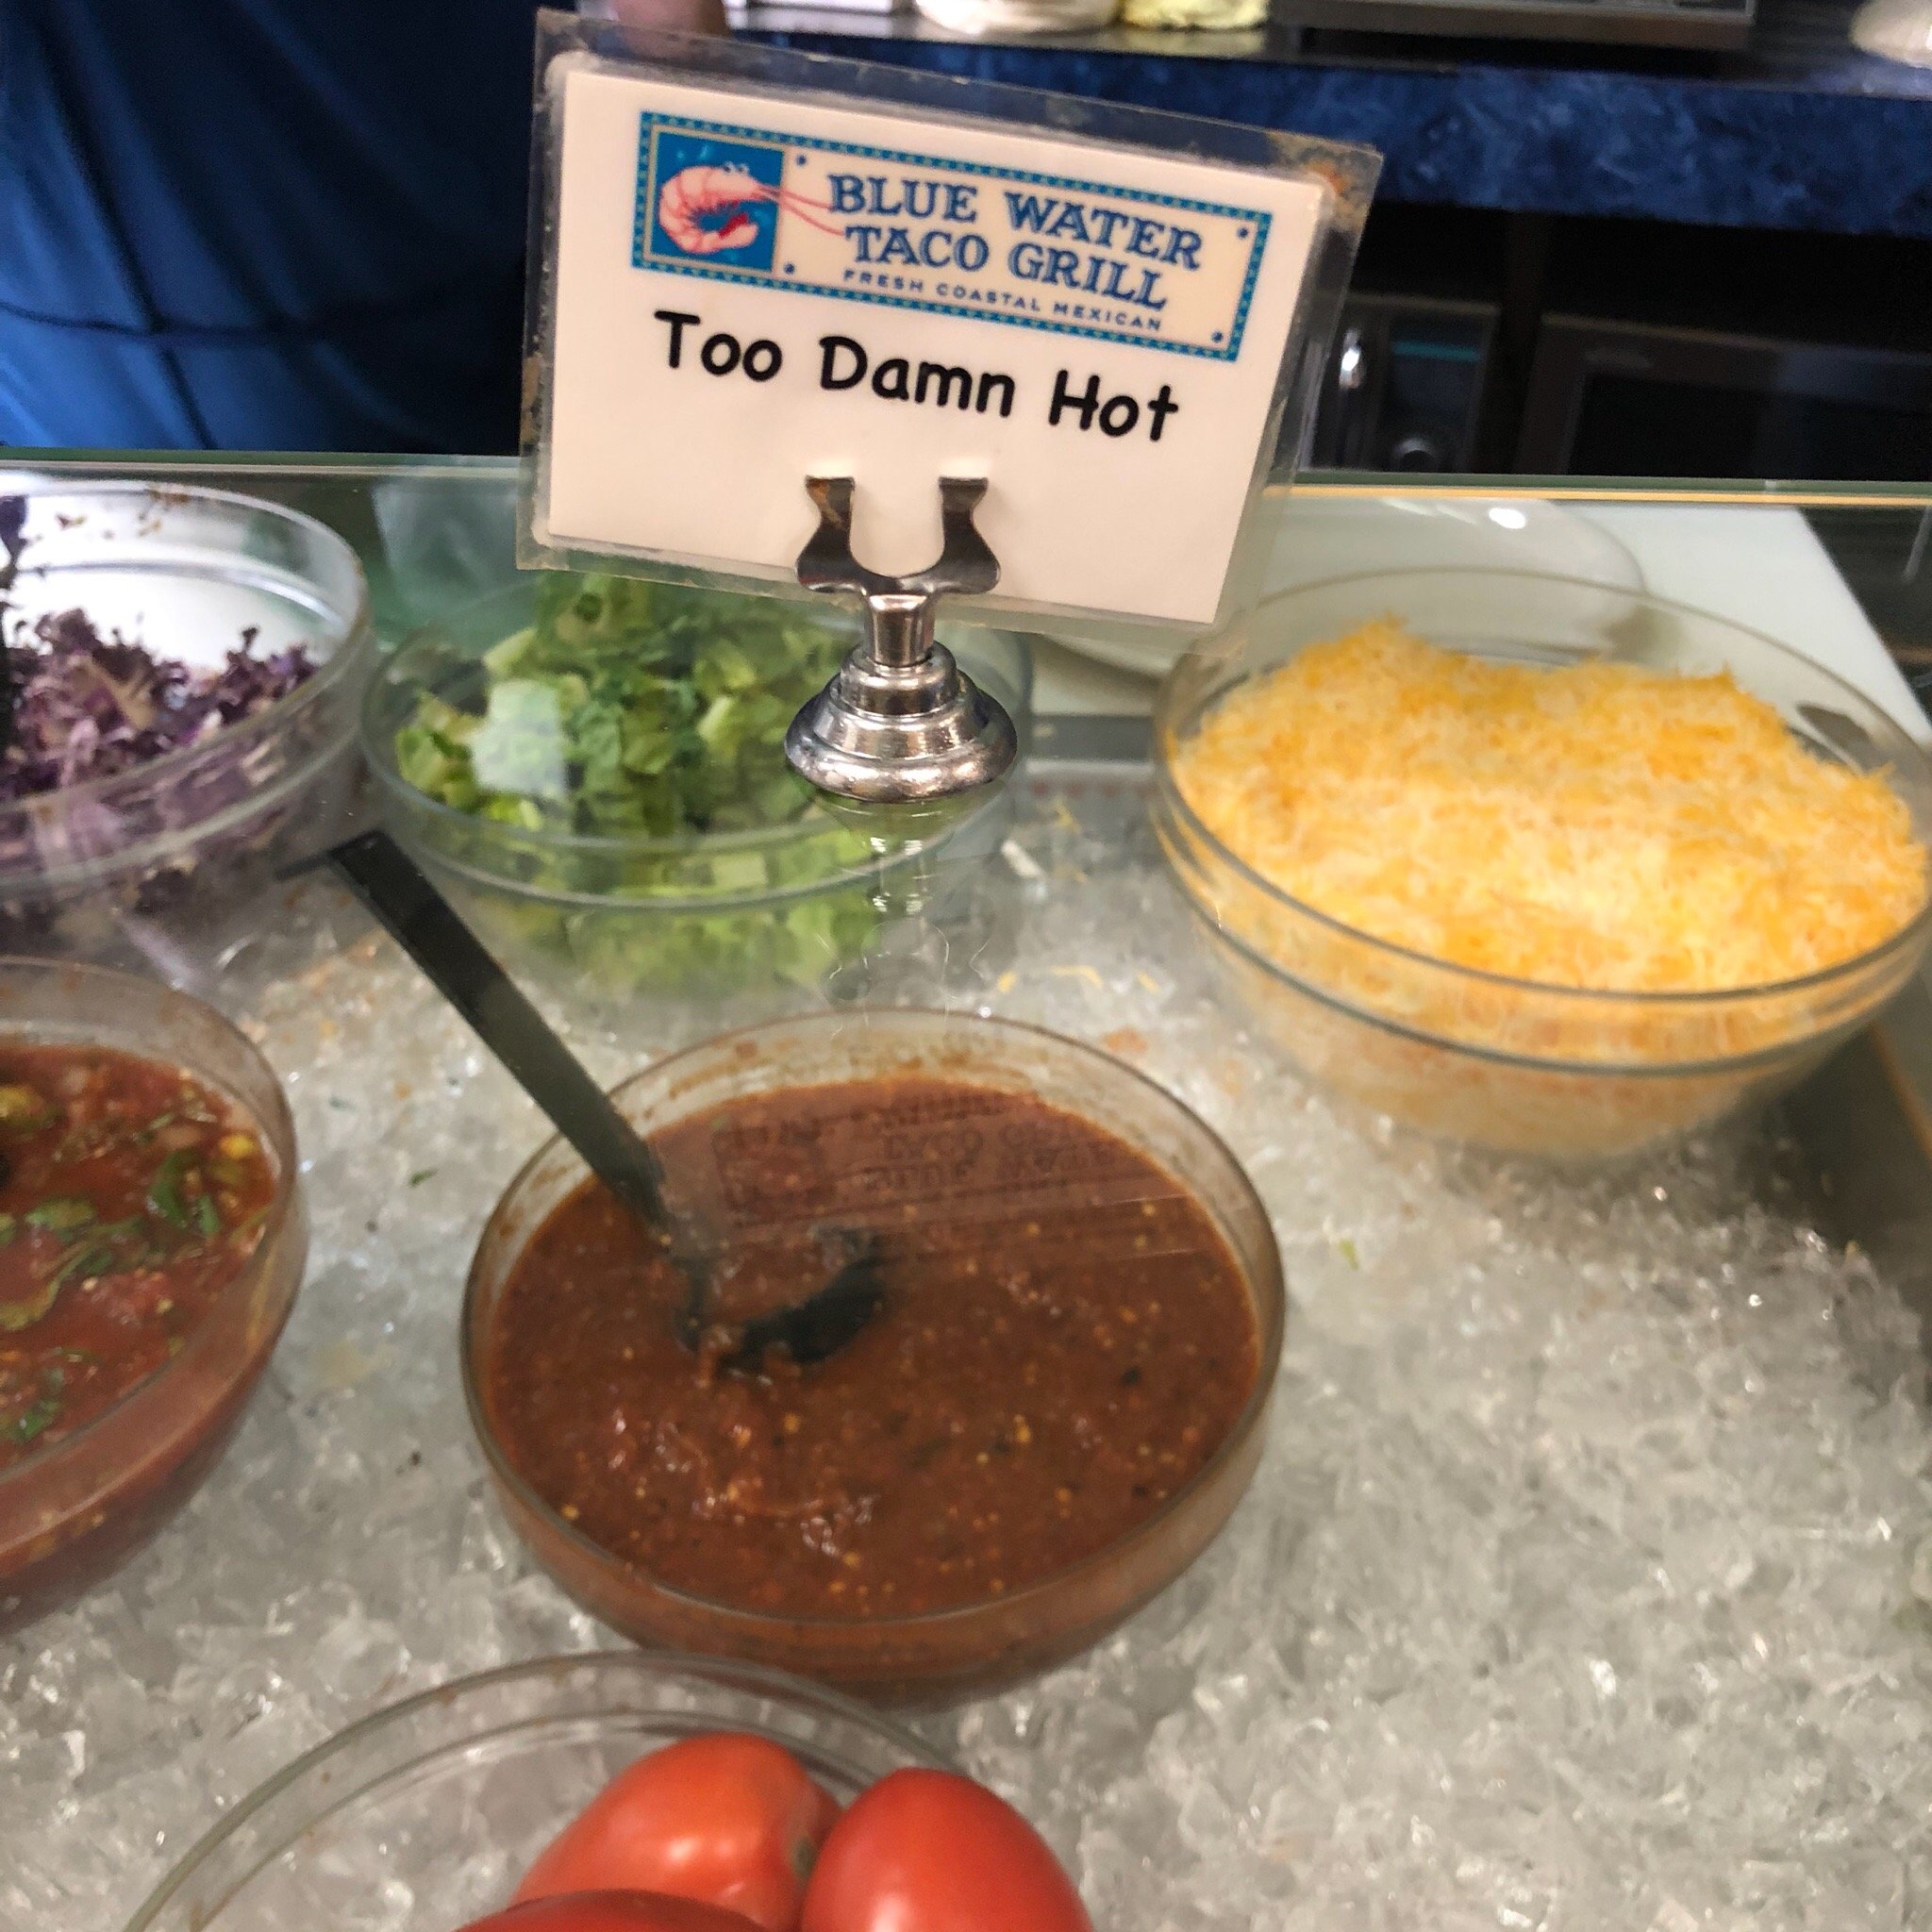 BLUE WATER
TACO GRILL
FRESH COASTAL MEXICAN
Too Damn Hot